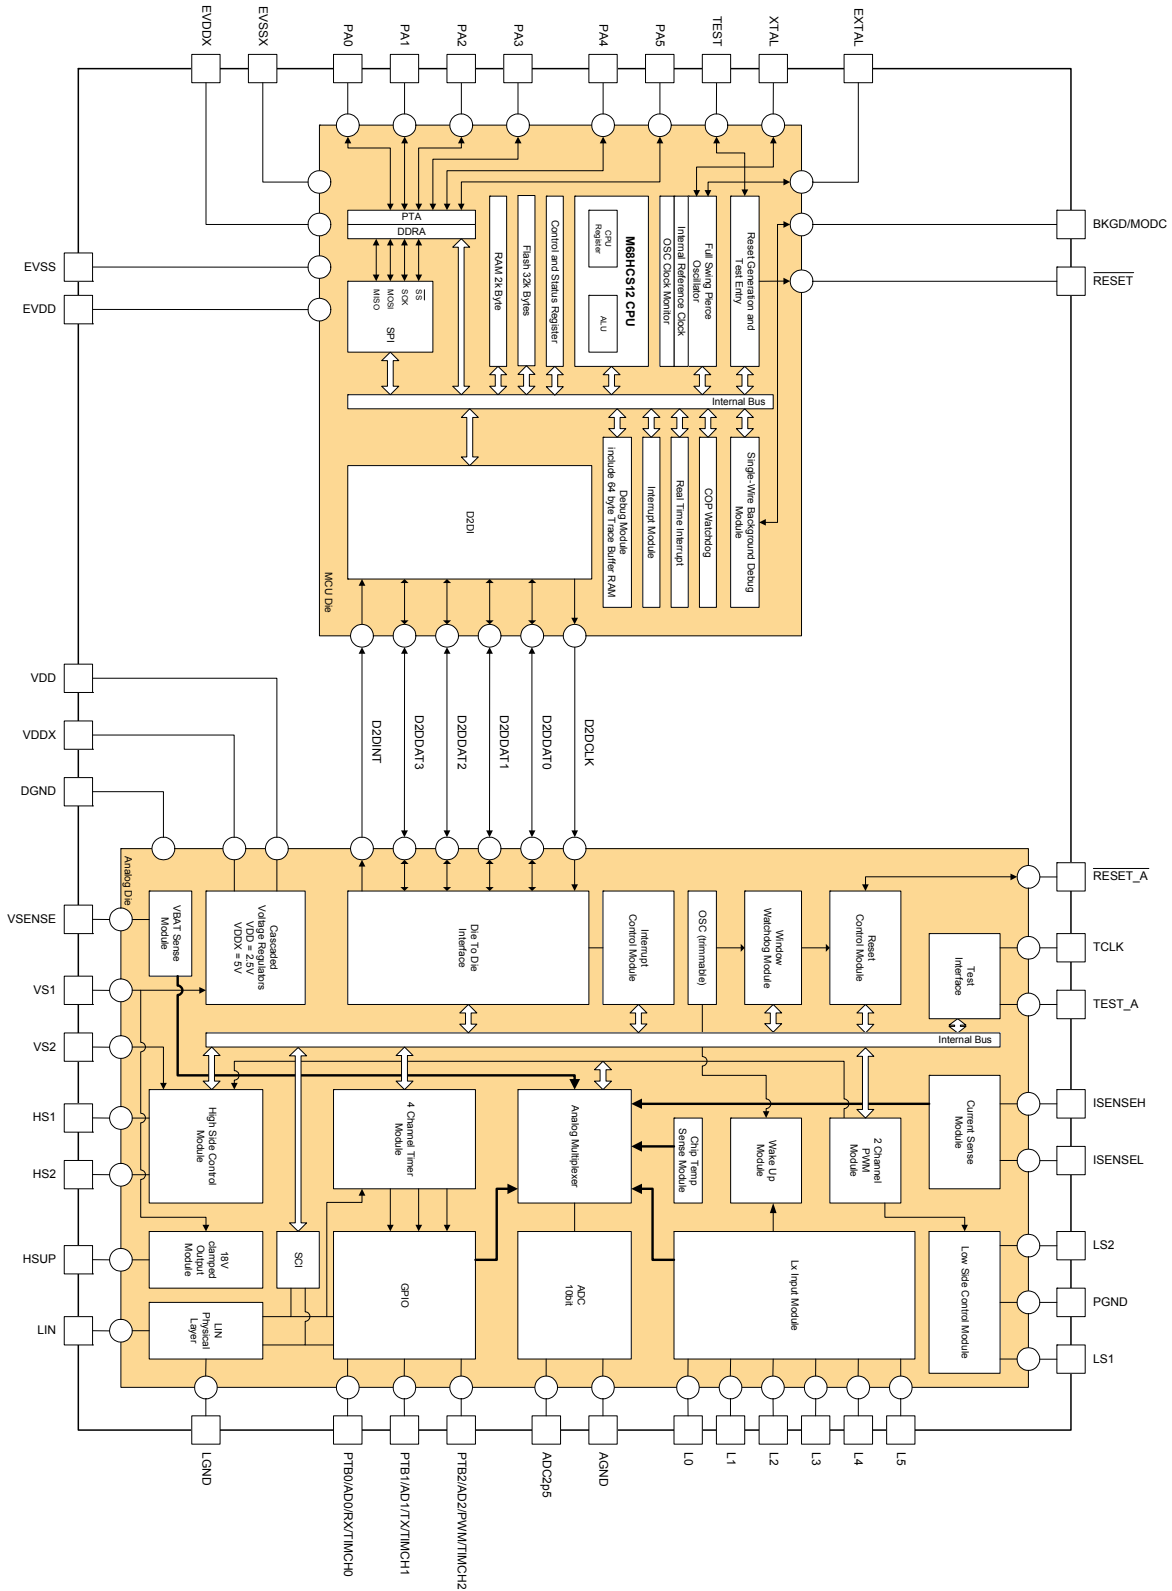 EVDDX
EVSSX
PA0
PA1
PA2
PA3
PA4
PA5
TEST
XTAL
EXTAL
EVSS
EVDD
BKGD/MODC
RESET
PTA
DDRA
MISO
MOSI
SCK
SS
SPI
RAM 2k Byte
Flash 32k Bytes
Control and Status Register
M68HCS12 CPU
CPU
Register
ALU
OSC Clock Monitor
Internal Reference Clock
Full Swing Pierce
Oscillator
Reset Generation and
Test Entry
Internal Bus
D2DI
Debug Module
include 64 byte Trace Buffer RAM
Interrupt Module
Real Time Interrupt
COP Watchdog
Single-Wire Background Debug
Module
MCU Die
D2DINT
D2DDAT3
D2DDAT2
D2DDAT1
D2DDAT0
D2DCLK
VDD
VDDX
DGND
VSENSE
VS1
VS2
HS1
HS2
HSUP
LIN
Analog Die
VBAT Sense
Module
Cascaded
Voltage Regulators
VDD = 2.5V
VDDX = 5V
Die To Die
Interface
Interrupt
Control Module
OSC (trimmable)
Window
Watchdog Module
Reset
Control Module
Test
Interface
Internal Bus
High Side Control
Module
4 Channel Timer
Module
Analog Multiplexer
Chip Temp
Sense Module
Wake Up
Module
2 Channel
PWM
Module
Current Sense
Module
18V
clamped
Output
Module
SCI
LIN
Physical
Layer
GPIO
ADC
10bit
Lx Input Module
Low Side Control Module
RESET_A
TCLK
TEST_A
ISENSEH
ISENSEL
LS2
PGND
LS1
LGND
PTB0/AD0/RX/TIMCH0
PTB1/AD1/TX/TIMCH1
PTB2/AD2/PWM/TIMCH2
ADC2p5
AGND
L0
L1
L2
L3
L4
L5